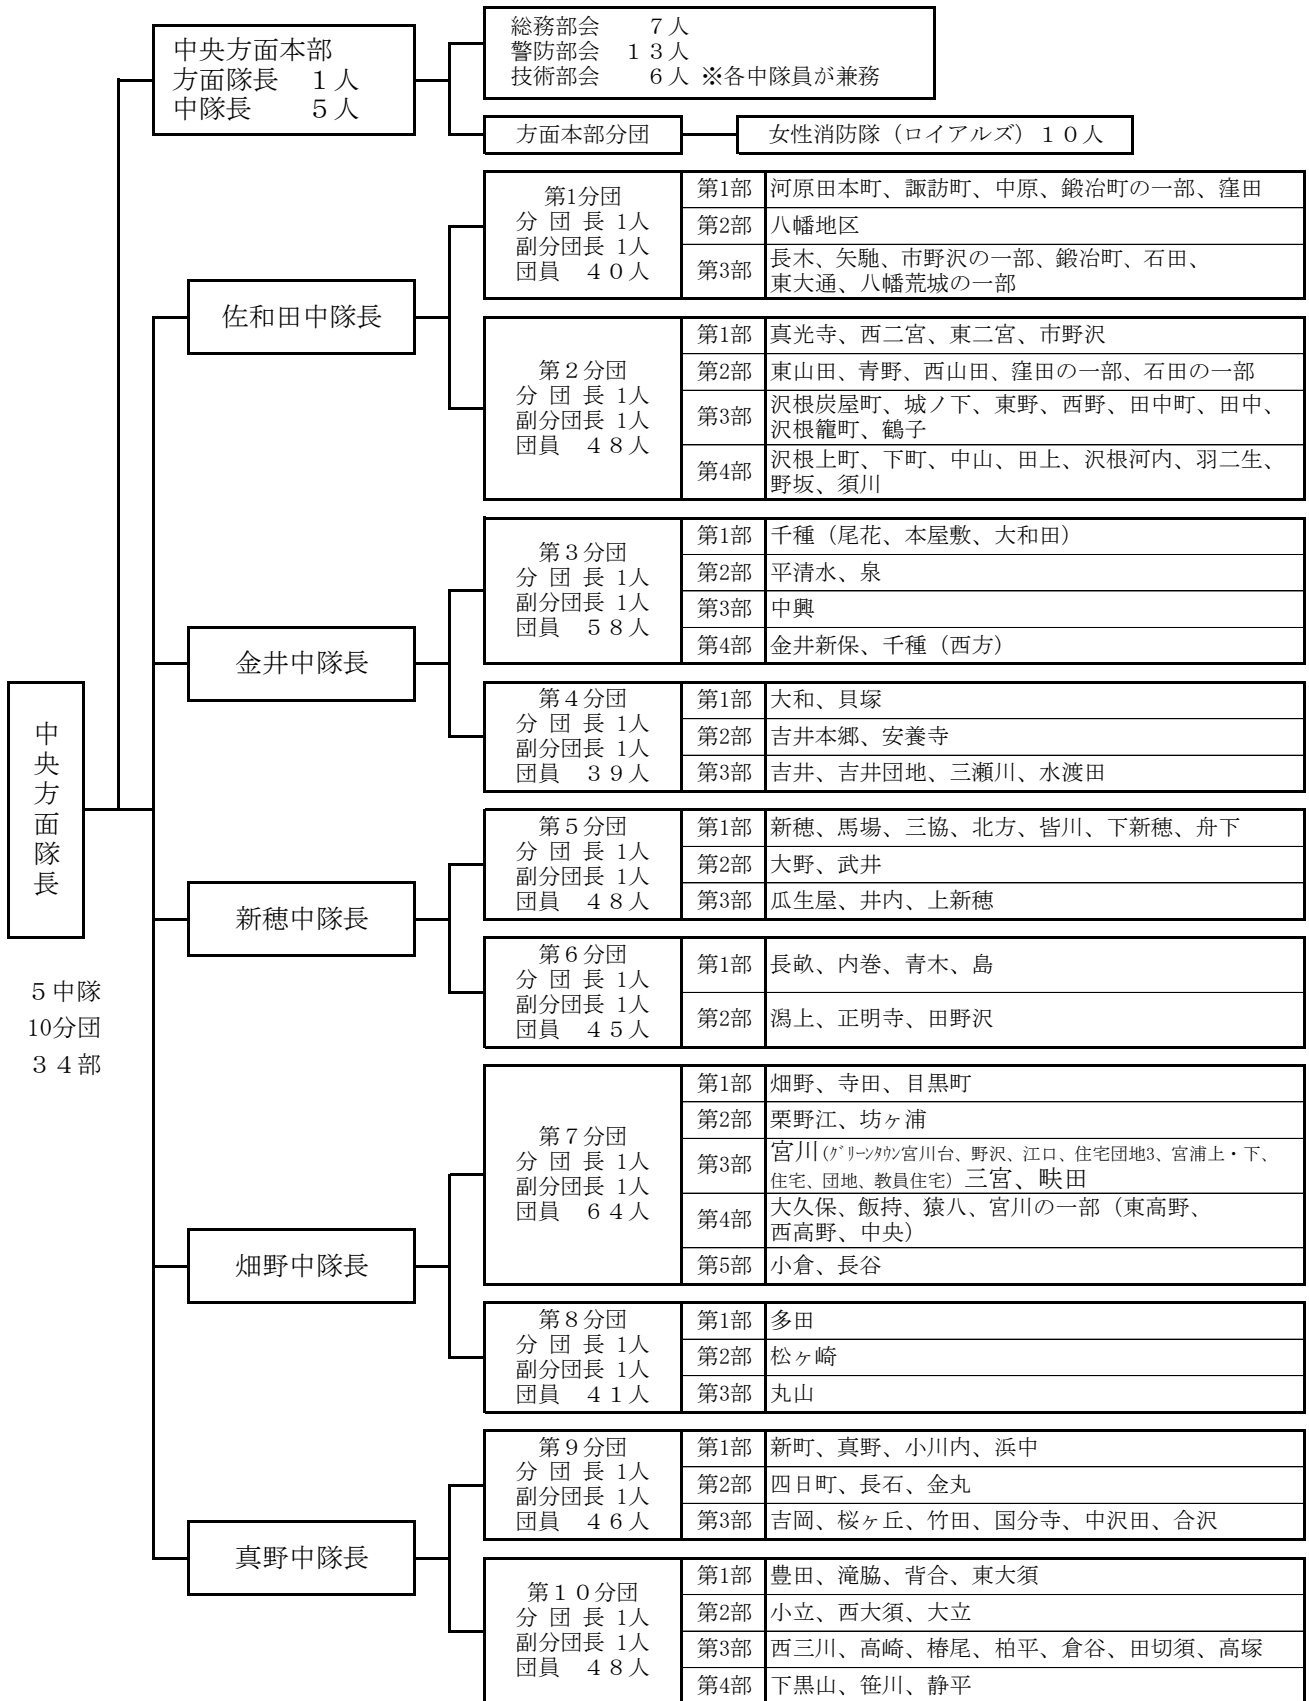 中央方面本部
方面隊長　１人
中隊長　　５人
総務部会　　７人
警防部会　１３人
技術部会　　６人 ※各中隊員が兼務
方面本部分団
女性消防隊（ロイアルズ）１０人
中央方面隊長
５中隊
10分団
３４部
佐和田中隊長
第1分団
分 団 長 1人
副分団長 1人
団員　４０人
第1部 河原田本町、諏訪町、中原、鍛冶町の一部、窪田
第2部 八幡地区
第3部 長木、矢馳、市野沢の一部、鍛冶町、石田、
東大通、八幡荒城の一部
第２分団
分 団 長 1人
副分団長 1人
団員　４８人
第1部 真光寺、西二宮、東二宮、市野沢
第2部 東山田、青野、西山田、窪田の一部、石田の一部
第3部 沢根炭屋町、城ノ下、東野、西野、田中町、田中、
沢根籠町、鶴子
第4部 沢根上町、下町、中山、田上、沢根河内、羽二生、
野坂、須川
金井中隊長
第３分団
分 団 長 1人
副分団長 1人
団員　５８人
第1部 千種（尾花、本屋敷、大和田）
第2部 平清水、泉
第3部 中興
第4部 金井新保、千種（西方）
第４分団
分 団 長 1人
副分団長 1人
団員　３９人
第1部 大和、貝塚
第2部 吉井本郷、安養寺
第3部 吉井、吉井団地、三瀬川、水渡田
新穂中隊長
第５分団
分 団 長 1人
副分団長 1人
団員　４８人
第1部 新穂、馬場、三協、北方、皆川、下新穂、舟下
第2部 大野、武井
第3部 瓜生屋、井内、上新穂
第６分団
分 団 長 1人
副分団長 1人
団員　４５人
第1部 長畝、内巻、青木、島
第2部 潟上、正明寺、田野沢
畑野中隊長
第７分団
分 団 長 1人
副分団長 1人
団員　６４人
第1部 畑野、寺田、目黒町
第2部 栗野江、坊ヶ浦
第3部 宮川(ｸﾞﾘｰﾝﾀｳﾝ宮川台、野沢、江口、住宅団地3、宮浦上・下、
住宅、団地、教員住宅）三宮、畉田
第4部 大久保、飯持、猿八、宮川の一部（東高野、
西高野、中央）
第5部 小倉、長谷
第８分団
分 団 長 1人
副分団長 1人
団員　４１人
第1部 多田
第2部 松ヶ崎
第3部 丸山
真野中隊長
第９分団
分 団 長 1人
副分団長 1人
団員　４６人
第1部 新町、真野、小川内、浜中
第2部 四日町、長石、金丸
第3部 吉岡、桜ヶ丘、竹田、国分寺、中沢田、合沢
第１０分団
分 団 長 1人
副分団長 1人
団員　４８人
第1部 豊田、滝脇、背合、東大須
第2部 小立、西大須、大立
第3部 西三川、高崎、椿尾、柏平、倉谷、田切須、高塚
第4部 下黒山、笹川、静平